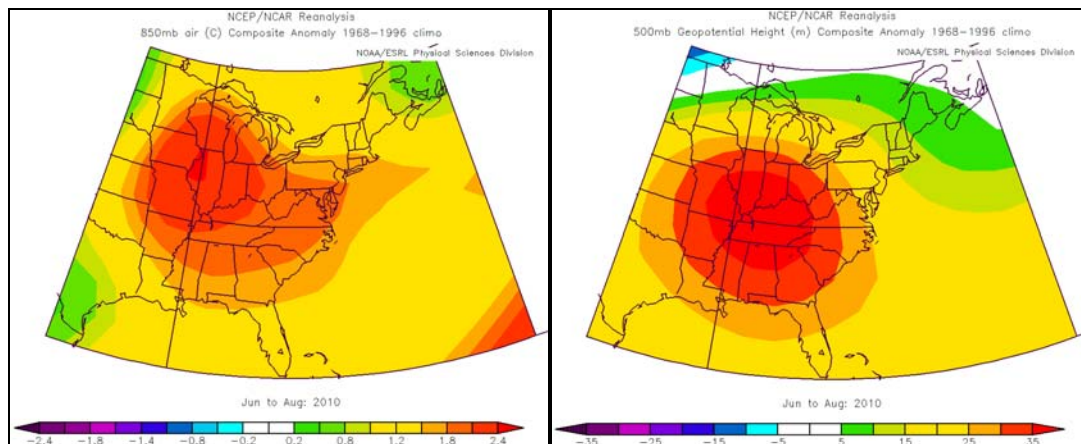 NCEP/NCAR Reanalysis
850mb air (C) Composite Anomaly 1968-1996 climo
NOAA/ESRL Physical Sciences Division
Jun to Aug: 2010
-2.4 -1.8 -1.4 -0.8 -0.2 0.2 0.8 1.2 1.8 2.4
NCEP/NCAR Reanalysis
500mb Geopotential Height (m) Composite Anomaly 1968-1996 climo
NOAA/ESRL Physical Sciences Division
Jun to Aug: 2010
-35 -25 -15 -5 5 15 25 35